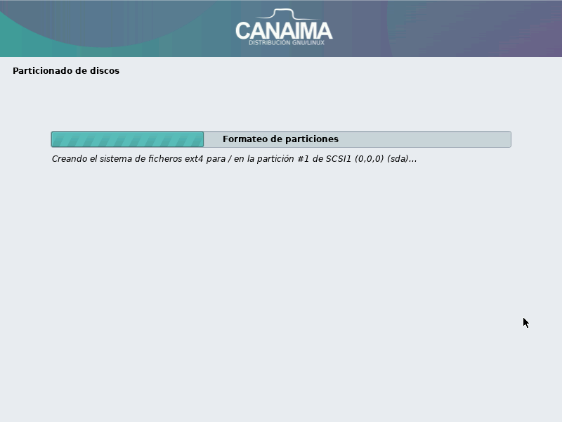 CANAIMA
DISTRIBUCIÓN GNU/LINUX
Particionado de discos
Formateo de particiones
Creando el sistema de ficheros ext4 para / en la partición #1 de SCSI1 (0,0,0) (sda)...